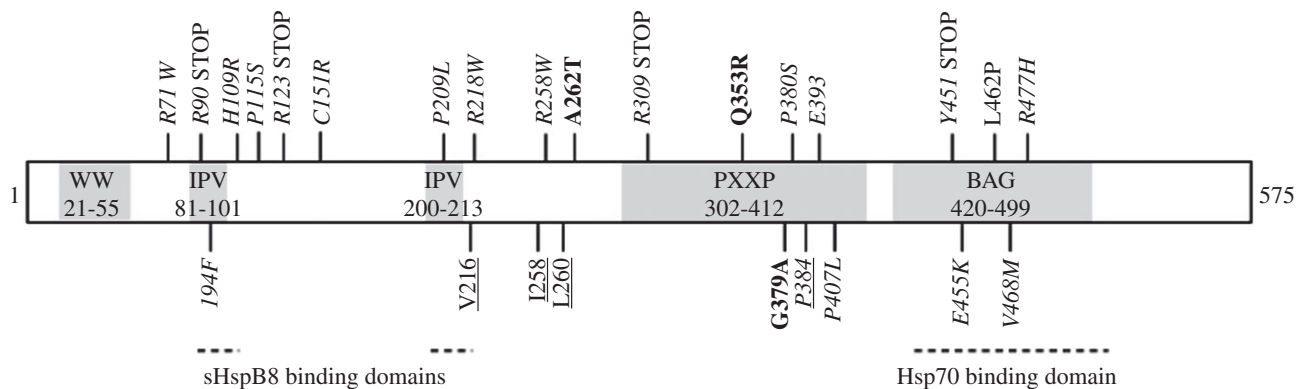 R71 W
R90 STOP
H109R
P115S
R123 STOP
C151R
P209L
R218W
R258W
A262T
R309 STOP
Q353R
P380S
E393
Y451 STOP
L462P
R477H
1
WW
21-55
IPV
81-101
IPV
200-213
PXXP
302-412
BAG
420-499
575
194F
V216
I258
L260
G379A
P384
P407L
E455K
V468M
sHspB8 binding domains
Hsp70 binding domain